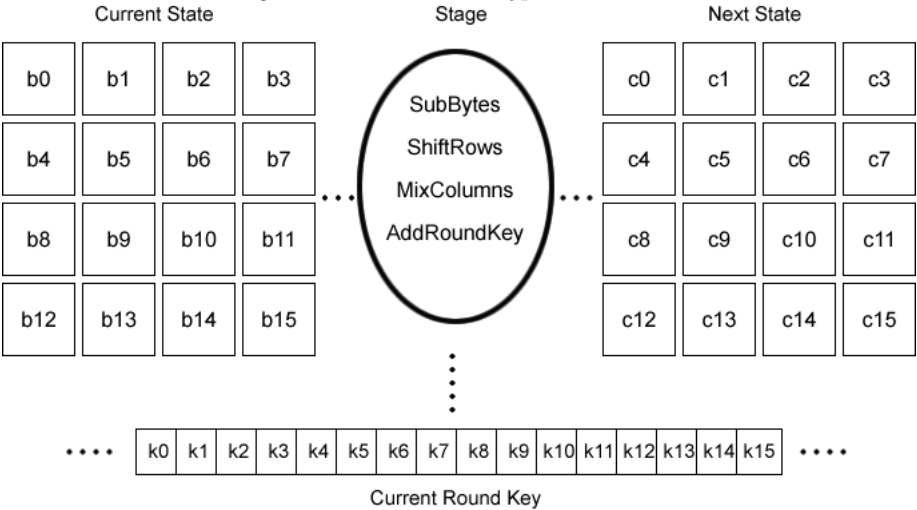 Current State
Stage
Next State
b0 b1 b2 b3
b4 b5 b6 b7
b8 b9 b10 b11
b12 b13 b14 b15
SubBytes
ShiftRows
MixColumns
AddRoundKey
c0 c1 c2 c3
c4 c5 c6 c7
c8 c9 c10 c11
c12 c13 c14 c15
k0 k1 k2 k3 k4 k5 k6 k7 k8 k9 k10 k11 k12 k13 k14 k15
Current Round Key